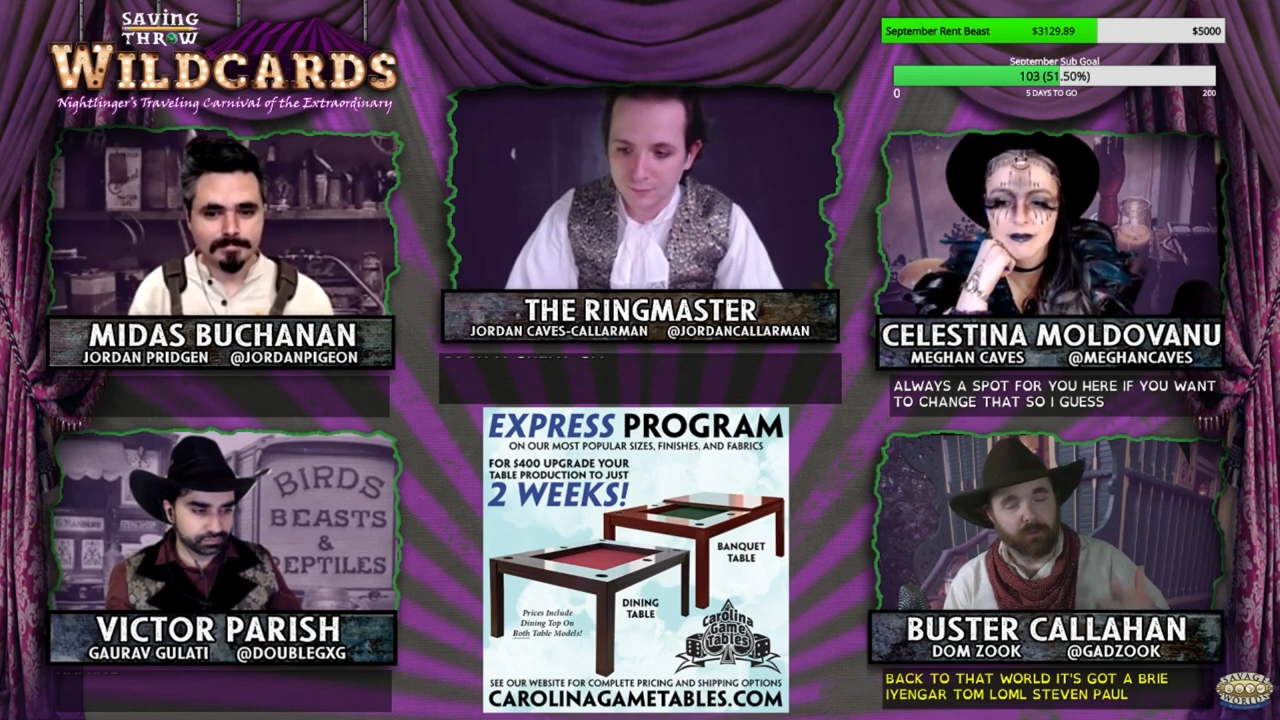 SAVING
THROW
WILDCARDS
Nightlinger's Traveling Carnival of the Extraordinary
September Rent Beast $3129.89 $5000
September Sub Goal
103 (51.50%)
0 5 DAYS TO GO 200
MIDAS BUCHANAN
JORDAN PRIDGEN @JORDANPIGEON
THE RINGMASTER
JORDAN CAVES-CALLARMAN @JORDANCALLARMAN
CELESTINA MOLDOVANU
MEGHAN CAVES @MEGHANCAVES
ALWAYS A SPOT FOR YOU HERE IF YOU WANT
TO CHANGE THAT SO I GUESS
BIRDS
BEASTS
&
REPTILES
VICTOR PARISH
GAURAV GULATI @DOUBLEGXG
EXPRESS PROGRAM
ON OUR MOST POPULAR SIZES, FINISHES, AND FABRICS
FOR $400 UPGRADE YOUR
TABLE PRODUCTION TO JUST
2 WEEKS!
BANQUET
TABLE
DINING
TABLE
Prices Include
Dining Top On
Both Table Models!
Carolina
Game
Tables
SEE OUR WEBSITE FOR COMPLETE PRICING AND SHIPPING OPTIONS
CAROLINAGAMETABLES.COM
BUSTER CALLAHAN
DOM ZOOK @GADZOOK
BACK TO THAT WORLD IT'S GOT A BRIE
IYENGAR TOM LOML STEVEN PAUL
SAVAGE
WORLDS